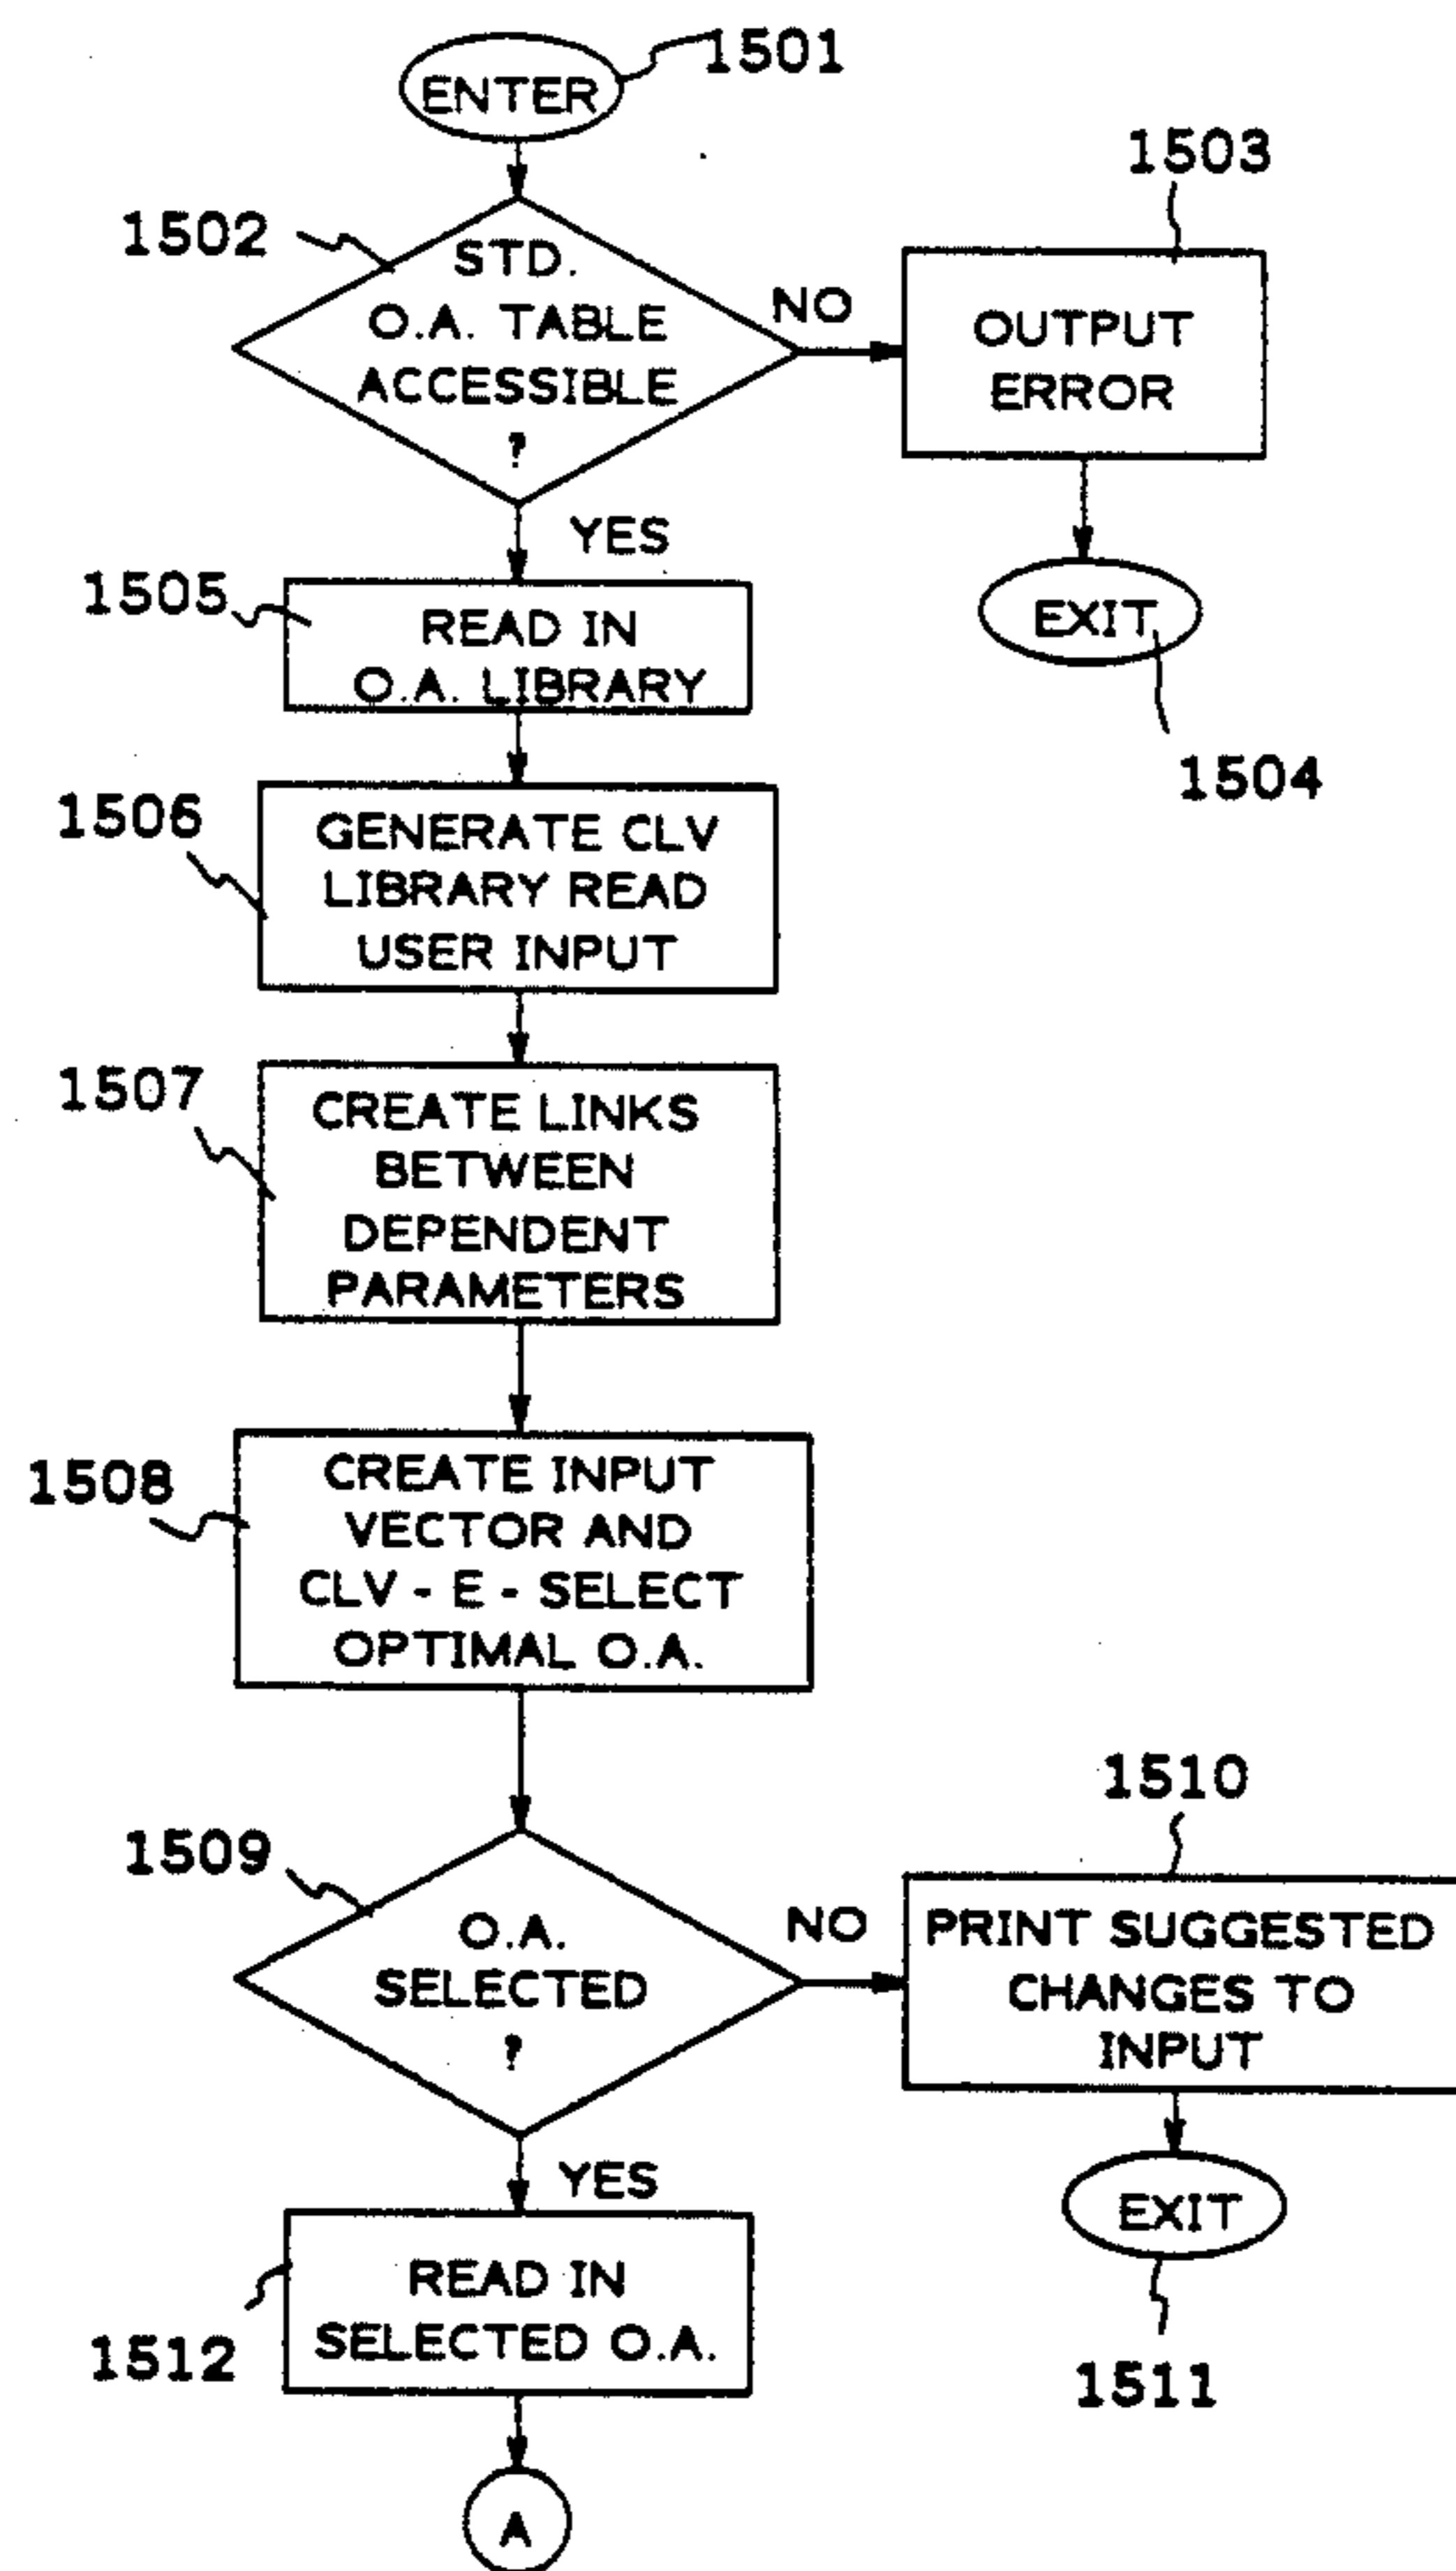 1501
ENTER
1502
STD.
O.A. TABLE
ACCESSIBLE
?
NO
1503
OUTPUT
ERROR
EXIT
1504
YES
1505
READ IN
O.A. LIBRARY
1506
GENERATE CLV
LIBRARY READ
USER INPUT
1507
CREATE LINKS
BETWEEN
DEPENDENT
PARAMETERS
1508
CREATE INPUT
VECTOR AND
CLV - E - SELECT
OPTIMAL O.A.
1509
O.A.
SELECTED
?
NO
1510
PRINT SUGGESTED
CHANGES TO
INPUT
EXIT
1511
YES
1512
READ IN
SELECTED O.A.
A